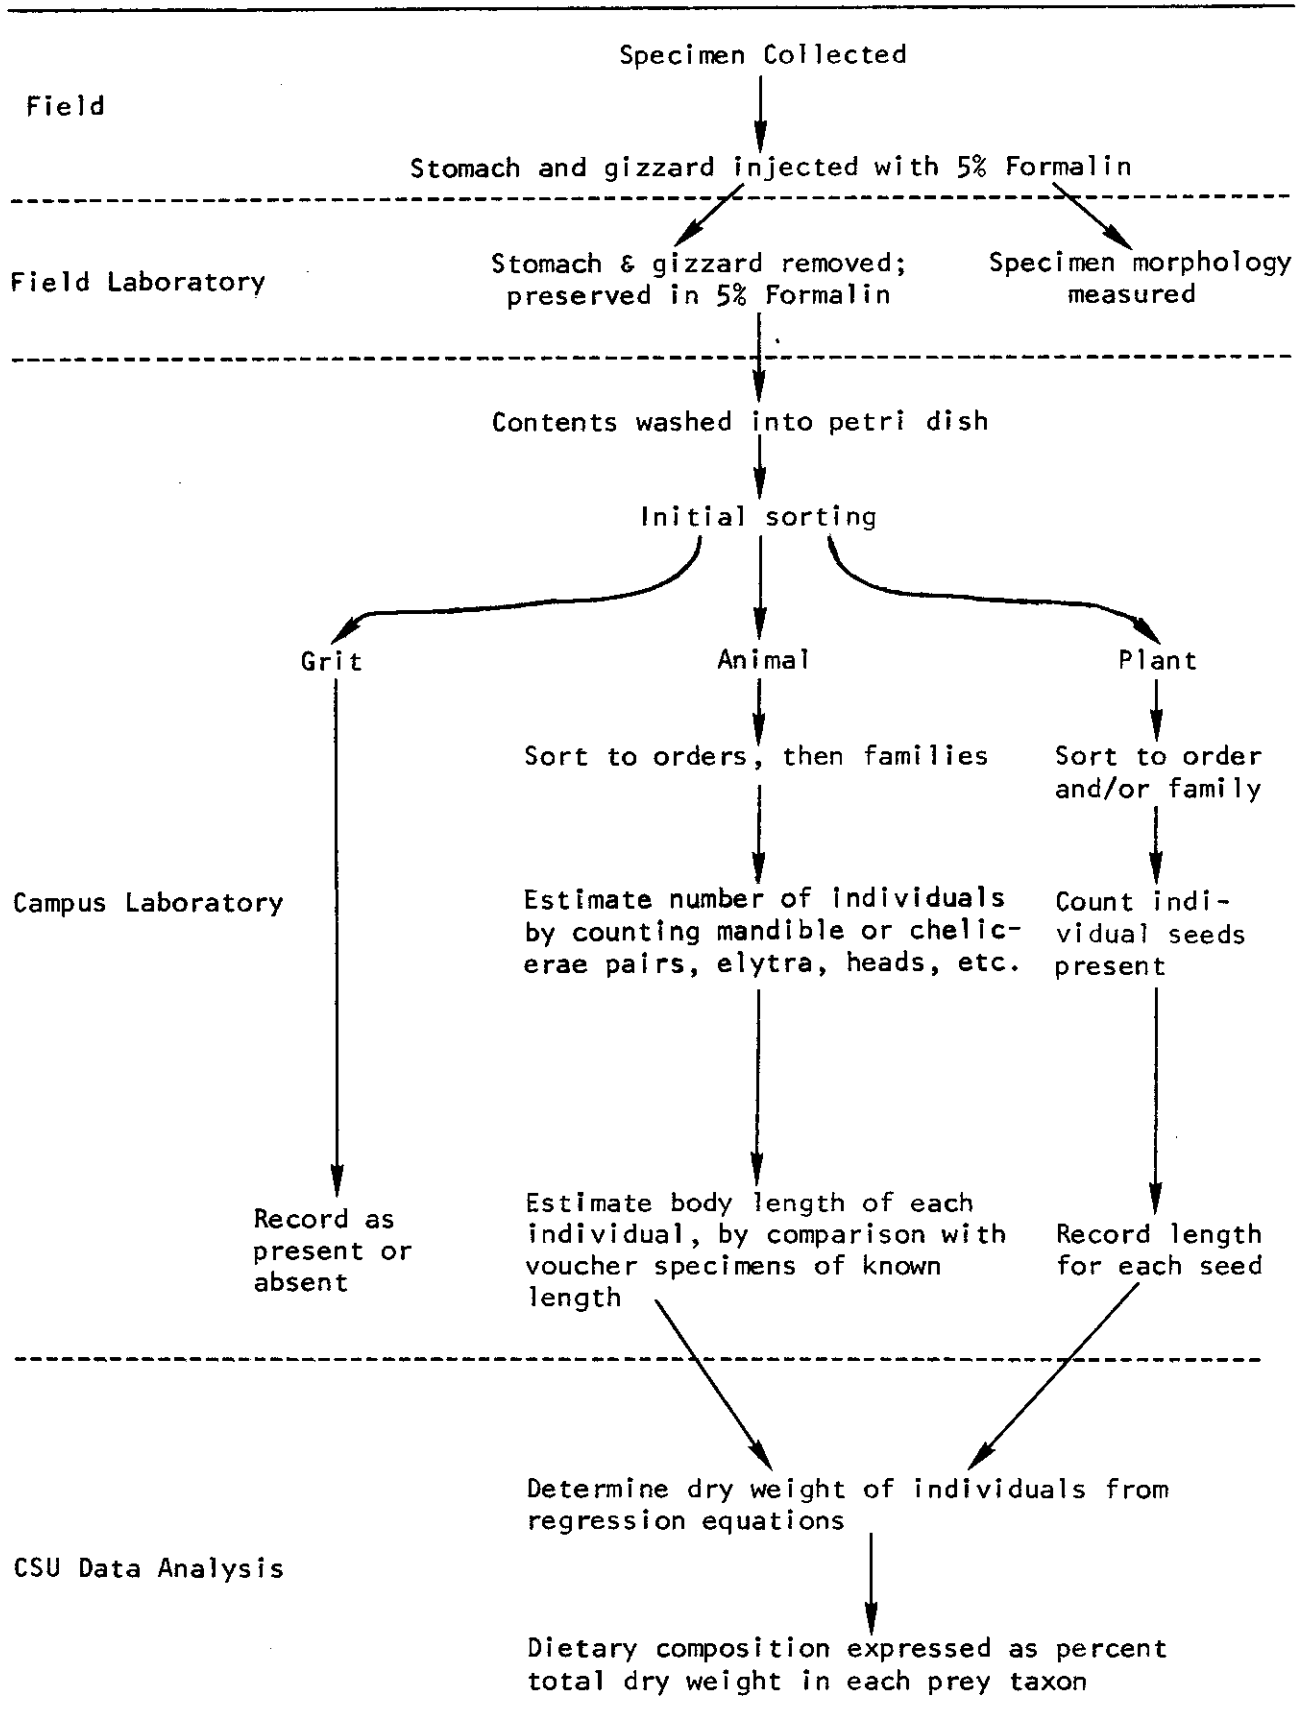 Specimen Collected
Field
Stomach and gizzard injected with 5% Formalin
Field Laboratory
Stomach & gizzard removed;
preserved in 5% Formalin
Specimen morphology
measured
Contents washed into petri dish
Initial sorting
Grit
Animal
Plant
Sort to orders, then families
Sort to order
and/or family
Campus Laboratory
Estimate number of individuals
by counting mandible or chelic-
erae pairs, elytra, heads, etc.
Count indi-
vidual seeds
present
Record as
present or
absent
Estimate body length of each
individual, by comparison with
voucher specimens of known
length
Record length
for each seed
Determine dry weight of individuals from
regression equations
CSU Data Analysis
Dietary composition expressed as percent
total dry weight in each prey taxon